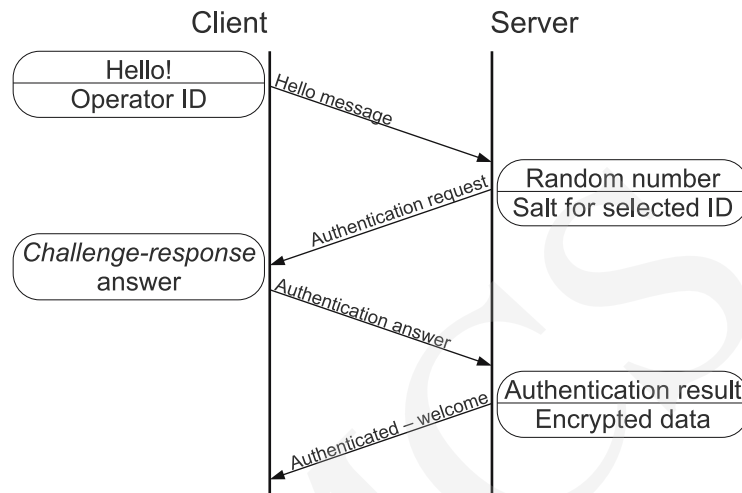 Client
Server
Hello!
Operator ID
Hello message
Random number
Salt for selected ID
Authentication request
Challenge-response
answer
Authentication answer
Authentication result
Encrypted data
Authenticated – welcome